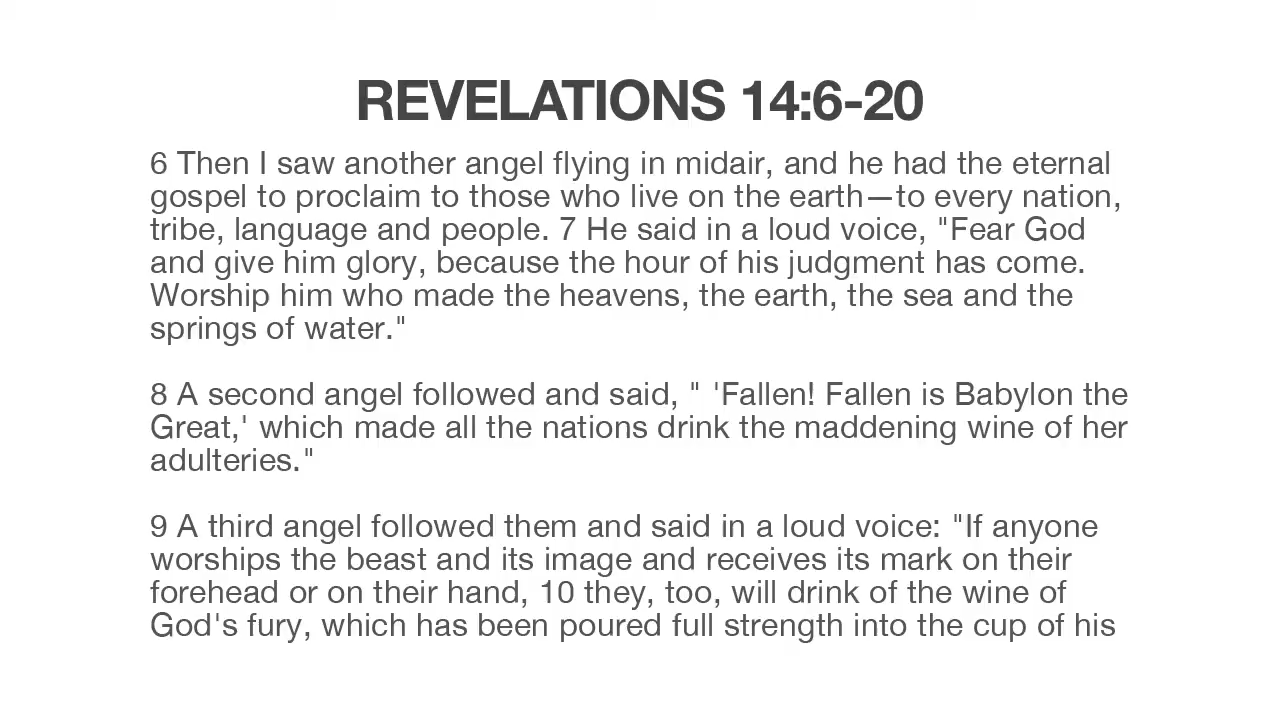 REVELATIONS 14:6-20
6 Then I saw another angel flying in midair, and he had the eternal
gospel to proclaim to those who live on the earth—to every nation,
tribe, language and people. 7 He said in a loud voice, "Fear God
and give him glory, because the hour of his judgment has come.
Worship him who made the heavens, the earth, the sea and the
springs of water."
8 A second angel followed and said, " 'Fallen! Fallen is Babylon the
Great,' which made all the nations drink the maddening wine of her
adulteries."
9 A third angel followed them and said in a loud voice: "If anyone
worships the beast and its image and receives its mark on their
forehead or on their hand, 10 they, too, will drink of the wine of
God's fury, which has been poured full strength into the cup of his